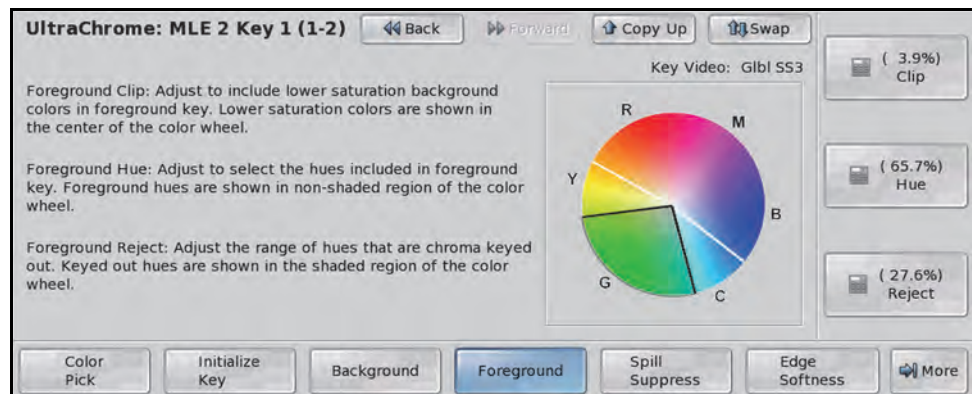 UltraChrome: MLE 2 Key 1 (1-2)
Back
Forward
Copy Up
Swap
Key Video: Glbl SS3
Foreground Clip: Adjust to include lower saturation background
colors in foreground key. Lower saturation colors are shown in
the center of the color wheel.
Foreground Hue: Adjust to select the hues included in foreground
key. Foreground hues are shown in non-shaded region of the color
wheel.
Foreground Reject: Adjust the range of hues that are chroma keyed
out. Keyed out hues are shown in the shaded region of the color
wheel.
R
M
Y
B
G
C
( 3.9%)
Clip
( 65.7%)
Hue
( 27.6%)
Reject
Color
Pick
Initialize
Key
Background
Foreground
Spill
Suppress
Edge
Softness
More